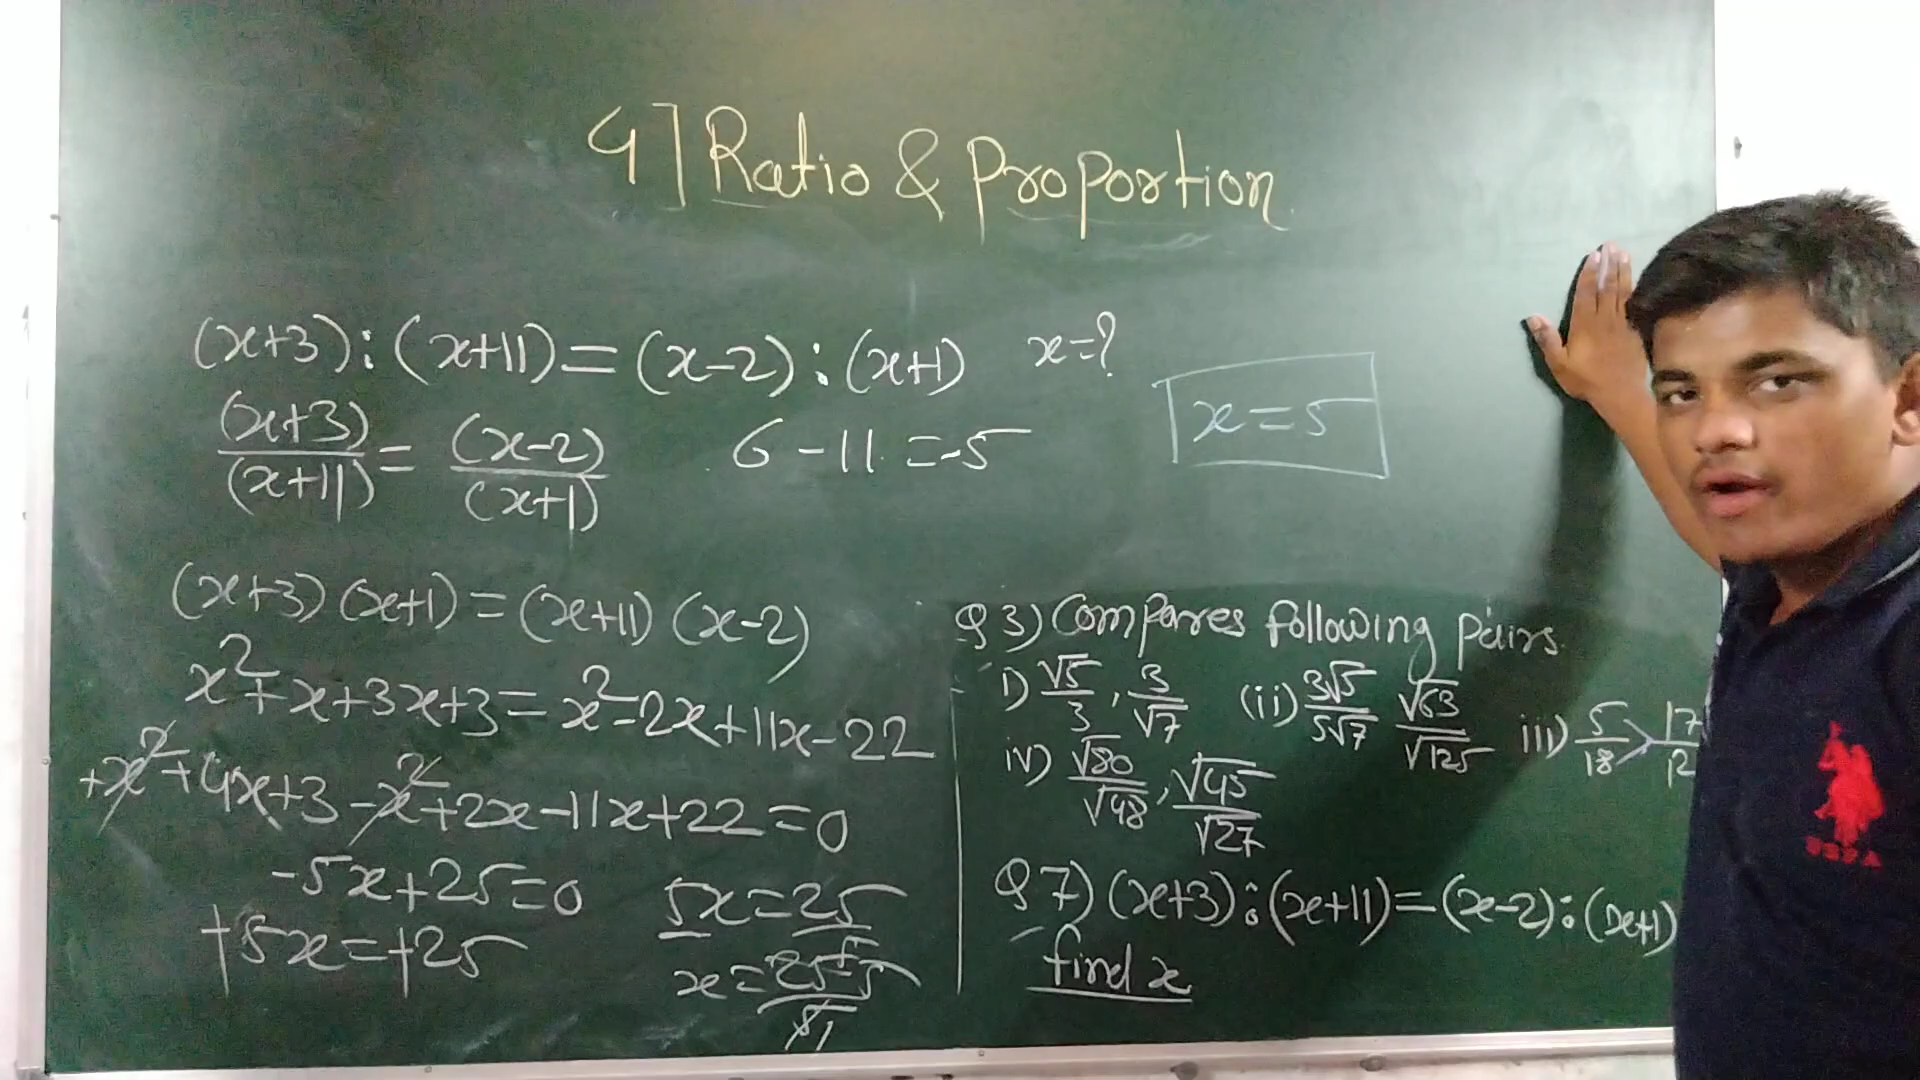 4] Ratio & Proportion
(x+3):(x+11)=(x-2):(x+1) x=?
(x+3)/(x+11) = (x-2)/(x+1) 6-11=-5
x=5
(x+3)(x+1)=(x+11)(x-2)
x²+x+3x+3=x²-2x+11x-22
+x²+4x+3-x²+2x-11x+22=0
-5x+25=0
+5x=+25
5x=25
x=25 5
Q3) Compares following pairs.
i) √5/3, 3/√7 (ii) 3√5/5√7 √63/√125 iii) 5/18 17/12
iv) √80/√48, √45/√27
Q7) (x+3):(x+11)=(x-2):(x+1)
find x
USPA